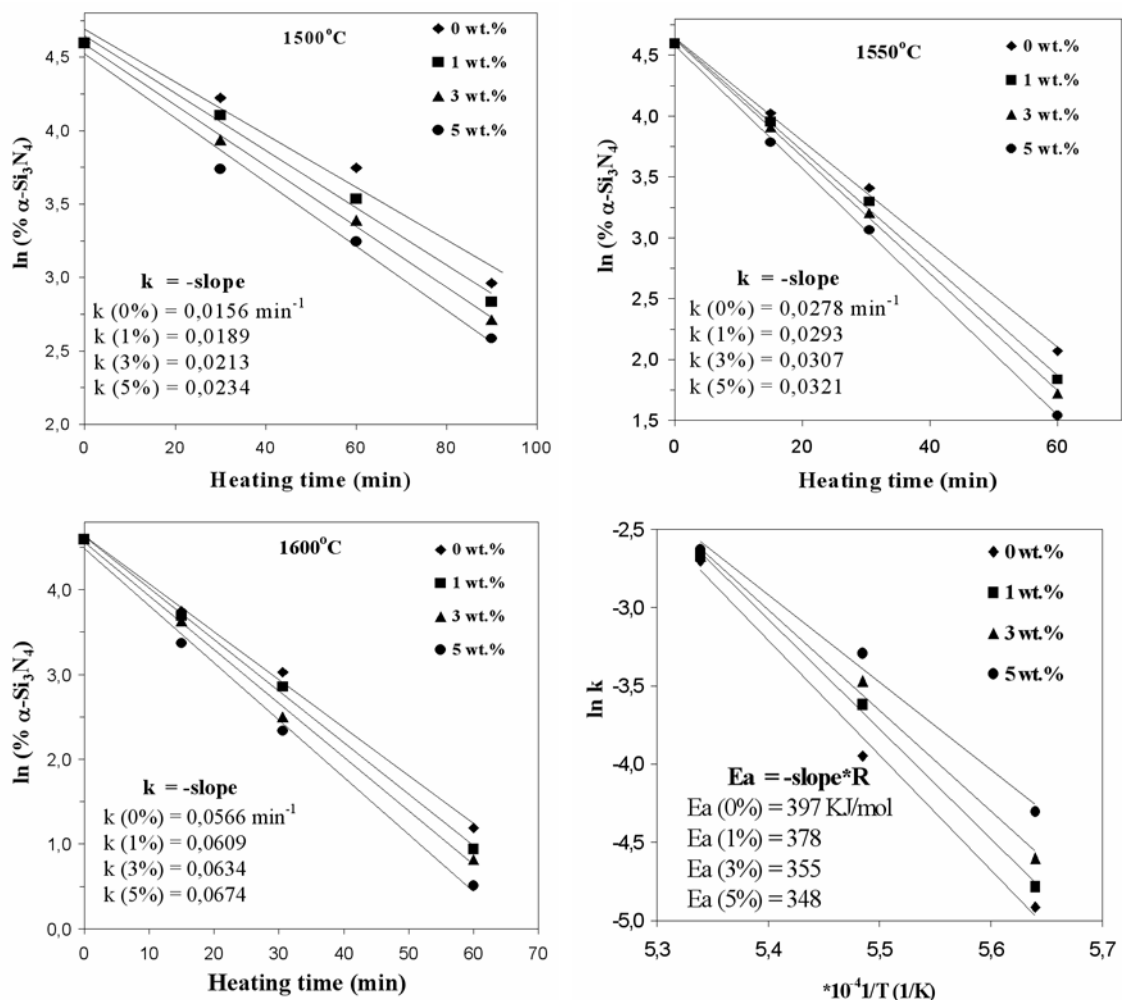 1500°C
0 wt.%
1 wt.%
3 wt.%
5 wt.%
4,5
4,0
3,5
3,0
2,5
2,0
ln (% α-Si₃N₄)
k = -slope
k (0%) = 0,0156 min⁻¹
k (1%) = 0,0189
k (3%) = 0,0213
k (5%) = 0,0234
0 20 40 60 80 100
Heating time (min)
1550°C
0 wt.%
1 wt.%
3 wt.%
5 wt.%
4,5
4,0
3,5
3,0
2,5
2,0
1,5
ln (% α-Si₃N₄)
k = -slope
k (0%) = 0,0278 min⁻¹
k (1%) = 0,0293
k (3%) = 0,0307
k (5%) = 0,0321
0 20 40 60
Heating time (min)
1600°C
0 wt.%
1 wt.%
3 wt.%
5 wt.%
4,0
3,0
2,0
1,0
0,0
ln (% α-Si₃N₄)
k = -slope
k (0%) = 0,0566 min⁻¹
k (1%) = 0,0609
k (3%) = 0,0634
k (5%) = 0,0674
0 10 20 30 40 50 60 70
Heating time (min)
0 wt.%
1 wt.%
3 wt.%
5 wt.%
-2,5
-3,0
-3,5
-4,0
-4,5
-5,0
ln k
Ea = -slope*R
Ea (0%) = 397 KJ/mol
Ea (1%) = 378
Ea (3%) = 355
Ea (5%) = 348
5,3 5,4 5,5 5,6 5,7
*10⁻⁴1/T (1/K)